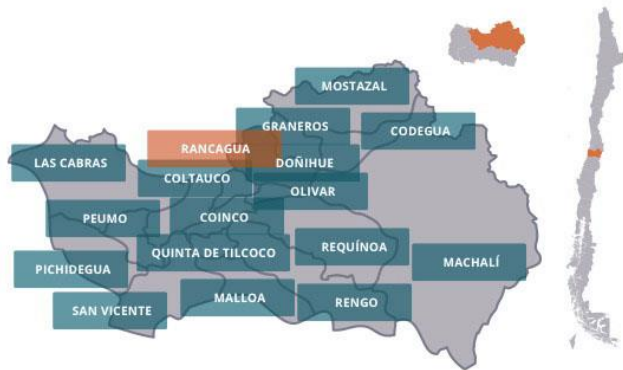 MOSTAZAL
GRANEROS
CODEGUA
RANCAGUA
LAS CABRAS
DOÑIHUE
COLTAUCO
OLIVAR
PEUMO
COINCO
QUINTA DE TILCOCO
REQUÍNOA
MACHALÍ
PICHIDEGUA
SAN VICENTE
MALLOA
RENGO